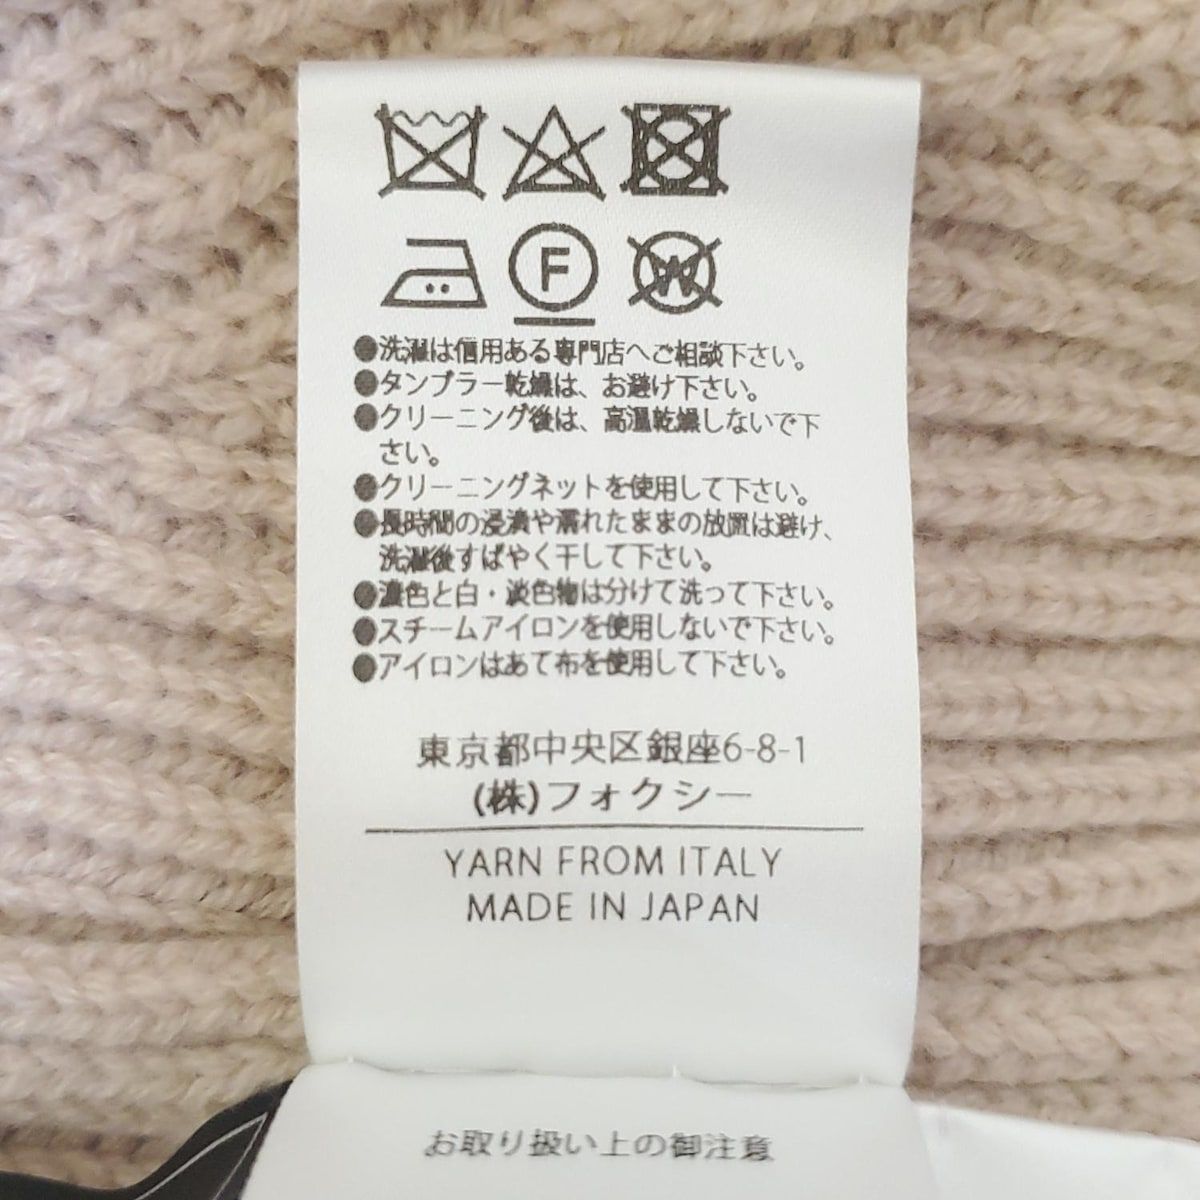 F
W
●洗濯は信用ある専門店へご相談下さい。
●タンブラー乾燥は、お避け下さい。
●クリーニング後は、高温乾燥しないで下
さい。
●クリーニングネットを使用して下さい。
●長時間の浸漬や濡れたままの放置は避け、
洗濯後すばやく干して下さい。
●濃色と白・淡色物は分けて洗って下さい。
●スチームアイロンを使用しないで下さい。
●アイロンはあて布を使用して下さい。
東京都中央区銀座6-8-1
(株)フォクシー
YARN FROM ITALY
MADE IN JAPAN
お取り扱い上の御注意